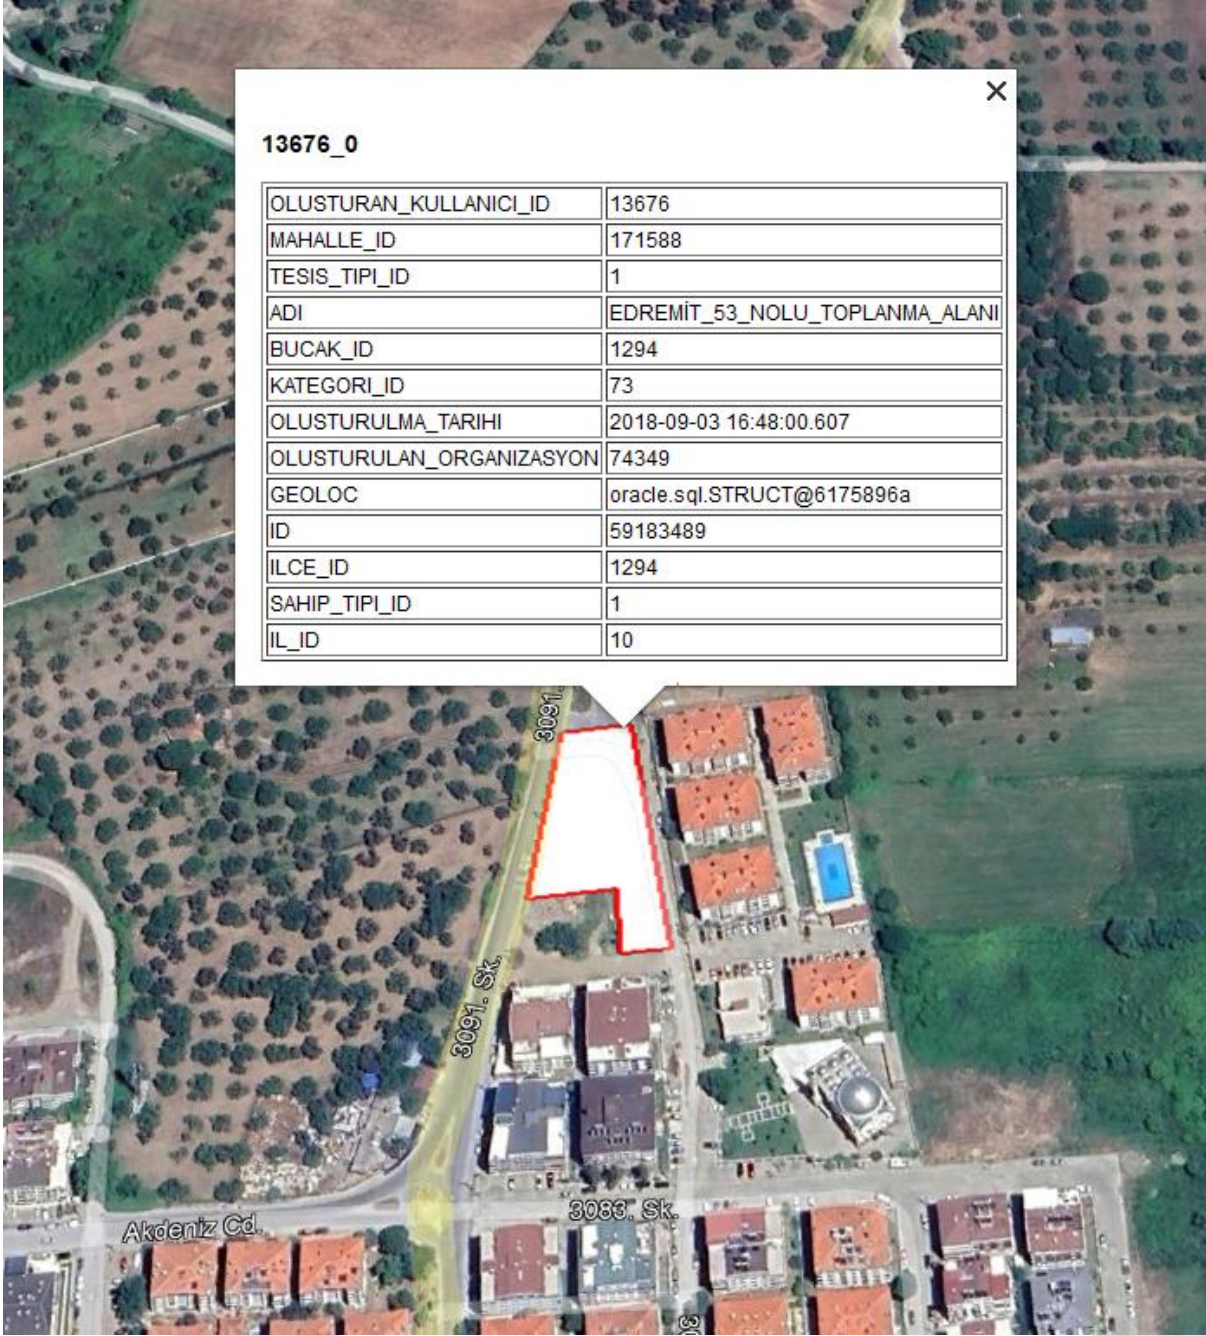 13676_0
OLUSTURAN_KULLANICI_ID 13676
MAHALLE_ID 171588
TESIS_TIPI_ID 1
ADI EDREMİT_53_NOLU_TOPLANMA_ALANI
BUCAK_ID 1294
KATEGORI_ID 73
OLUSTURULMA_TARIHI 2018-09-03 16:48:00.607
OLUSTURULAN_ORGANIZASYON 74349
GEOLOC oracle.sql.STRUCT@6175896a
ID 59183489
ILCE_ID 1294
SAHIP_TIPI_ID 1
IL_ID 10
3091.
3091. Sk.
3083. Sk.
Akdeniz Cd.
30